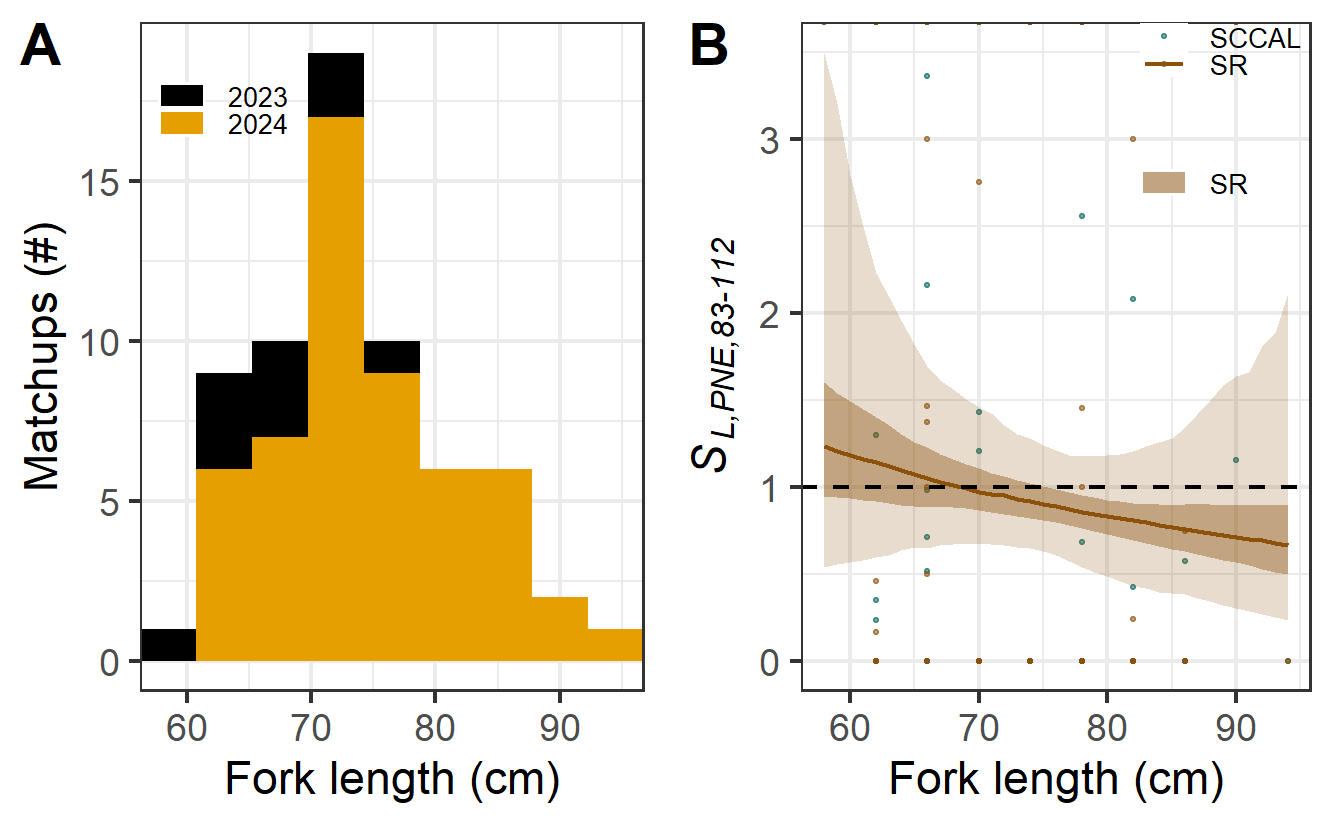 A
2023
2024
Matchups (#)
15
10
5
0
60 70 80 90
Fork length (cm)
B
SCCAL
SR
SR
S L,PNE,83-112
3
2
1
0
60 70 80 90
Fork length (cm)